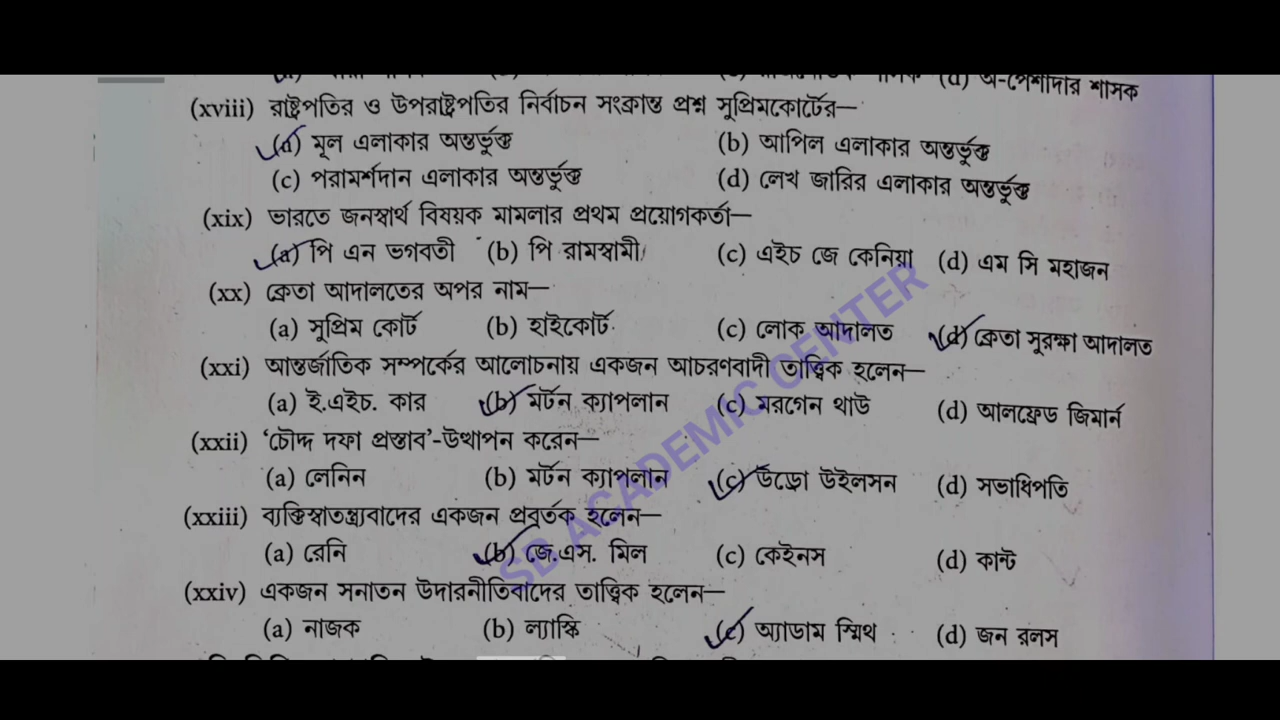 (d) অ-পেশাদার শাসক
(xviii) রাষ্ট্রপতির ও উপরাষ্ট্রপতির নির্বাচন সংক্রান্ত প্রশ্ন সুপ্রিমকোর্টের—
(a) মূল এলাকার অন্তর্ভুক্ত (b) আপিল এলাকার অন্তর্ভুক্ত
(c) পরামর্শদান এলাকার অন্তর্ভুক্ত (d) লেখ জারির এলাকার অন্তর্ভুক্ত
(xix) ভারতে জনস্বার্থ বিষয়ক মামলার প্রথম প্রয়োগকর্তা—
(a) পি এন ভগবতী (b) পি রামস্বামী (c) এইচ জে কেনিয়া (d) এম সি মহাজন
(xx) ক্রেতা আদালতের অপর নাম—
(a) সুপ্রিম কোর্ট (b) হাইকোর্ট (c) লোক আদালত (d) ক্রেতা সুরক্ষা আদালত
(xxi) আন্তর্জাতিক সম্পর্কের আলোচনায় একজন আচরণবাদী তাত্ত্বিক হলেন—
(a) ই.এইচ. কার (b) মর্টন ক্যাপলান (c) মরগেন থাউ (d) আলফ্রেড জিমার্ন
(xxii) ‘চৌদ্দ দফা প্রস্তাব’-উত্থাপন করেন—
(a) লেনিন (b) মর্টন ক্যাপলান (c) উড্রো উইলসন (d) সভাধিপতি
(xxiii) ব্যক্তিস্বাতন্ত্র্যবাদের একজন প্রবর্তক হলেন—
(a) রেনি (b) জে.এস. মিল (c) কেইনস (d) কান্ট
(xxiv) একজন সনাতন উদারনীতিবাদের তাত্ত্বিক হলেন—
(a) নাজক (b) ল্যাস্কি (c) অ্যাডাম স্মিথ (d) জন রলস
SB ACADEMIC CENTER